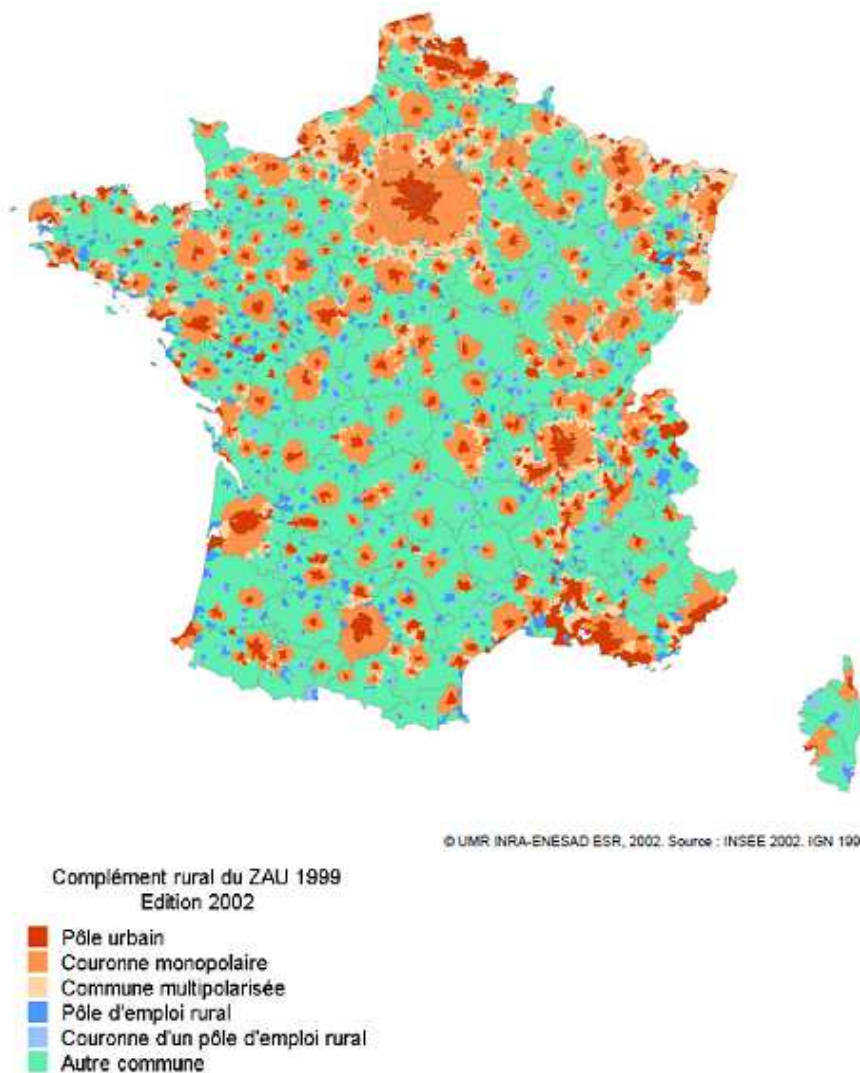 © UMR INRA-ENESAD ESR, 2002. Source : INSEE 2002. IGN 199
Complément rural du ZAU 1999
Edition 2002
Pôle urbain
Couronne monopolaire
Commune multipolarisée
Pôle d'emploi rural
Couronne d'un pôle d'emploi rural
Autre commune